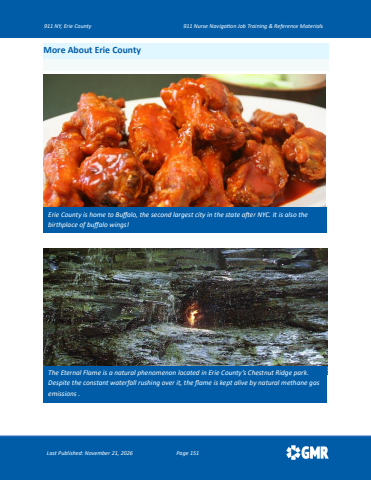 911 NY, Erie County
911 Nurse Navigation Job Training & Reference Materials
More About Erie County
Erie County is home to Buffalo, the second largest city in the state after NYC. It is also the
birthplace of buffalo wings!
The Eternal Flame is a natural phenomenon located in Erie County's Chestnut Ridge park.
Despite the constant waterfall rushing over it, the flame is kept alive by natural methane gas
emissions .
Last Published: November 21, 2026
Page 151
GMR